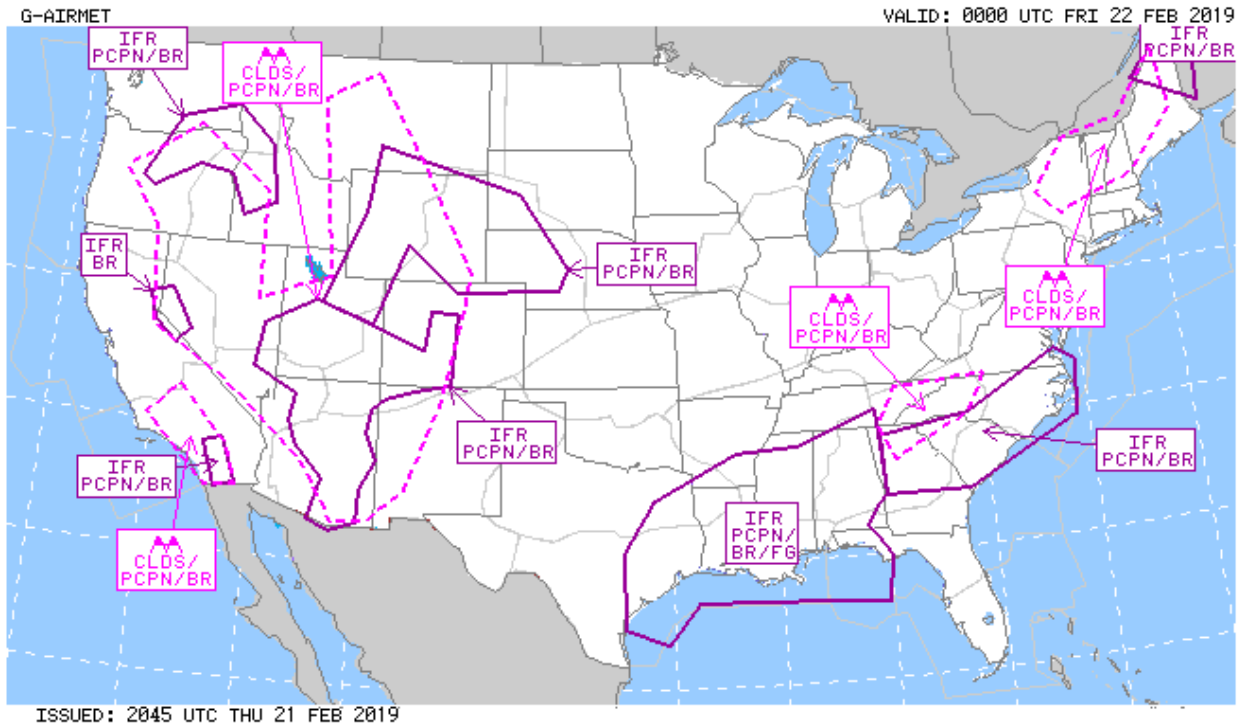 G-AIRMET
VALID: 0000 UTC FRI 22 FEB 2019
IFR
PCPN/BR
CLDS/
PCPN/BR
IFR
PCPN/BR
IFR
BR
IFR
PCPN/BR
CLDS/
PCPN/BR
CLDS/
PCPN/BR
IFR
PCPN/BR
IFR
PCPN/BR
IFR
PCPN/BR
IFR
PCPN/
BR/FG
CLDS/
PCPN/BR
ISSUED: 2045 UTC THU 21 FEB 2019